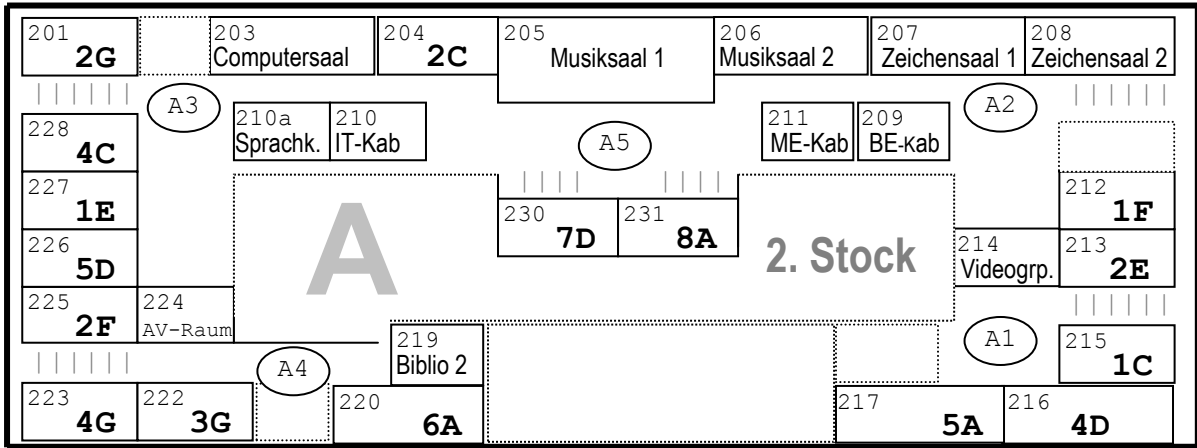 201
2G
203
Computersaal
204
2C
205
Musiksaal 1
206
Musiksaal 2
207
Zeichensaal 1
208
Zeichensaal 2
A3
A2
228
4C
210a
Sprachk.
210
IT-Kab
A5
211
ME-Kab
209
BE-Kab
227
1E
A
230
7D
231
8A
2. Stock
212
1F
226
5D
214
Videogrp.
213
2E
225
2F
224
AV-Raum
219
Biblio 2
A1
215
1C
A4
223
4G
222
3G
220
6A
217
5A
216
4D